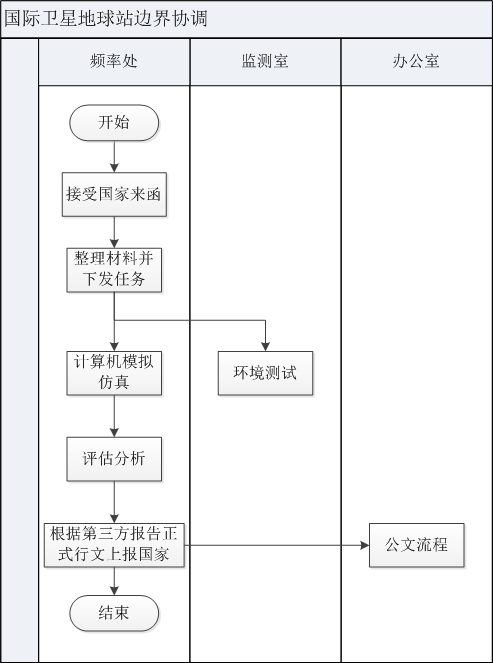 国际卫星地球站边界协调
频率处
监测室
办公室
开始
接受国家来函
整理材料并
下发任务
计算机模拟
仿真
环境测试
评估分析
根据第三方报告正
式行文上报国家
公文流程
结束